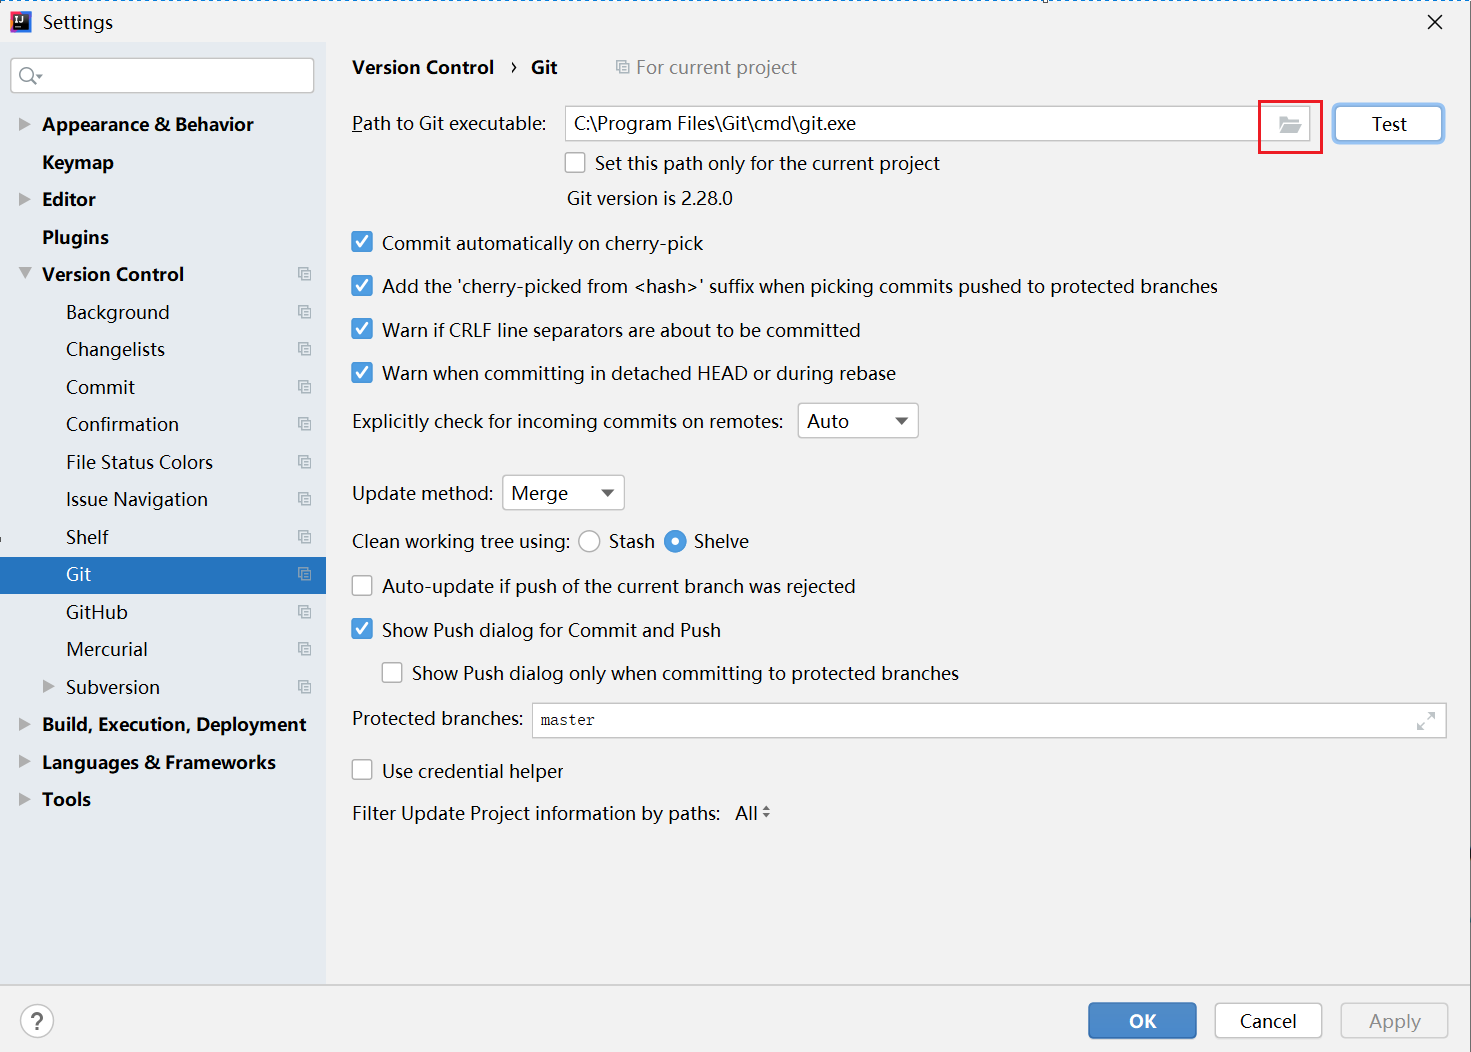 Settings
Version Control › Git For current project
Appearance & Behavior
Keymap
Editor
Plugins
Version Control
Background
Changelists
Commit
Confirmation
File Status Colors
Issue Navigation
Shelf
Git
GitHub
Mercurial
Subversion
Build, Execution, Deployment
Languages & Frameworks
Tools
Path to Git executable: C:\Program Files\Git\cmd\git.exe Test
Set this path only for the current project
Git version is 2.28.0
Commit automatically on cherry-pick
Add the 'cherry-picked from <hash>' suffix when picking commits pushed to protected branches
Warn if CRLF line separators are about to be committed
Warn when committing in detached HEAD or during rebase
Explicitly check for incoming commits on remotes: Auto
Update method: Merge
Clean working tree using: Stash Shelve
Auto-update if push of the current branch was rejected
Show Push dialog for Commit and Push
Show Push dialog only when committing to protected branches
Protected branches: master
Use credential helper
Filter Update Project information by paths: All
? OK Cancel Apply